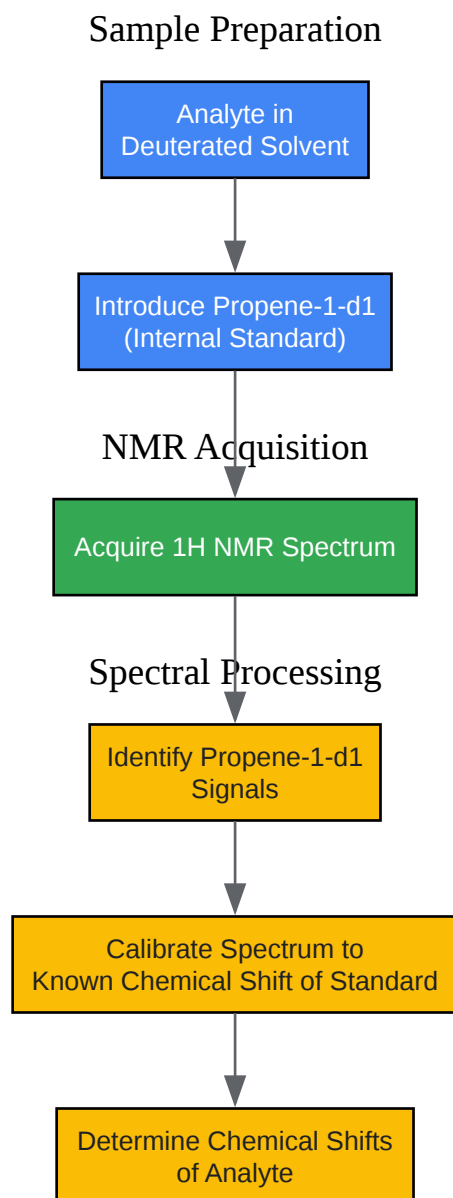 Sample Preparation
Analyte in
Deuterated Solvent
Introduce Propene-1-d1
(Internal Standard)
NMR Acquisition
Acquire 1H NMR Spectrum
Spectral Processing
Identify Propene-1-d1
Signals
Calibrate Spectrum to
Known Chemical Shift of Standard
Determine Chemical Shifts
of Analyte